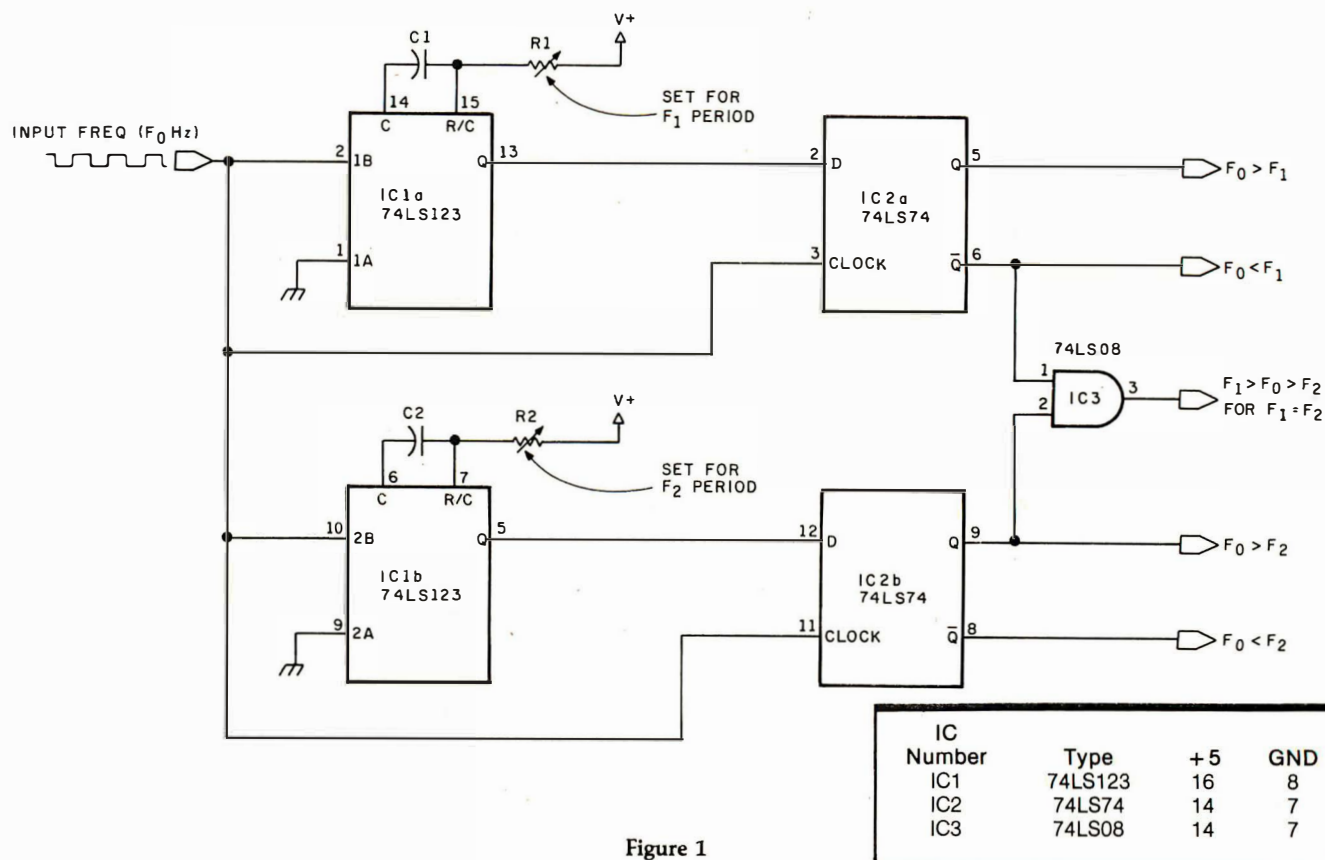 V+
C1
R1
14
15
SET FOR
F1 PERIOD
C
R/C
INPUT FREQ (F0 Hz)
2
1B
Q
13
IC1a
74LS123
1
1A
2
D
Q
5
F0 > F1
IC2a
74LS74
3
CLOCK
Q̅
6
F0 < F1
74LS08
1
2
IC3
3
F1 > F0 > F2
FOR F1 = F2
V+
C2
R2
6
7
SET FOR
F2 PERIOD
C
R/C
10
2B
Q
5
IC1b
74LS123
9
2A
12
D
Q
9
F0 > F2
IC2b
74LS74
11
CLOCK
Q̅
8
F0 < F2
IC
Number Type +5 GND
IC1 74LS123 16 8
IC2 74LS74 14 7
IC3 74LS08 14 7
Figure 1